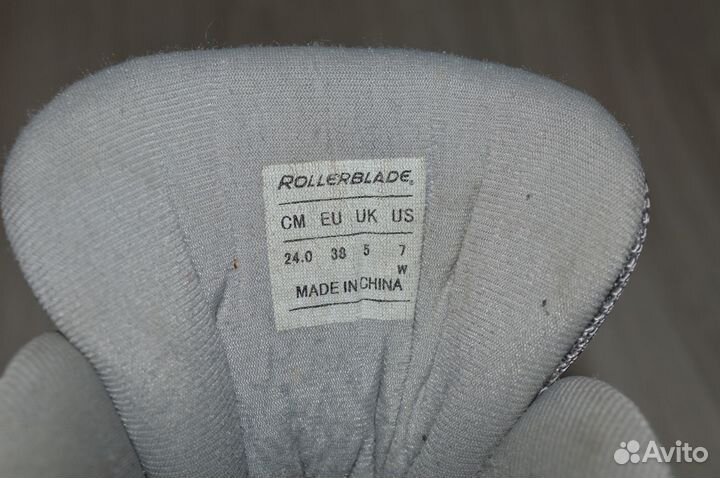 ROLLERBLADE®
CM EU UK US
24.0 38 5 7
W
MADE IN CHINA
Avito